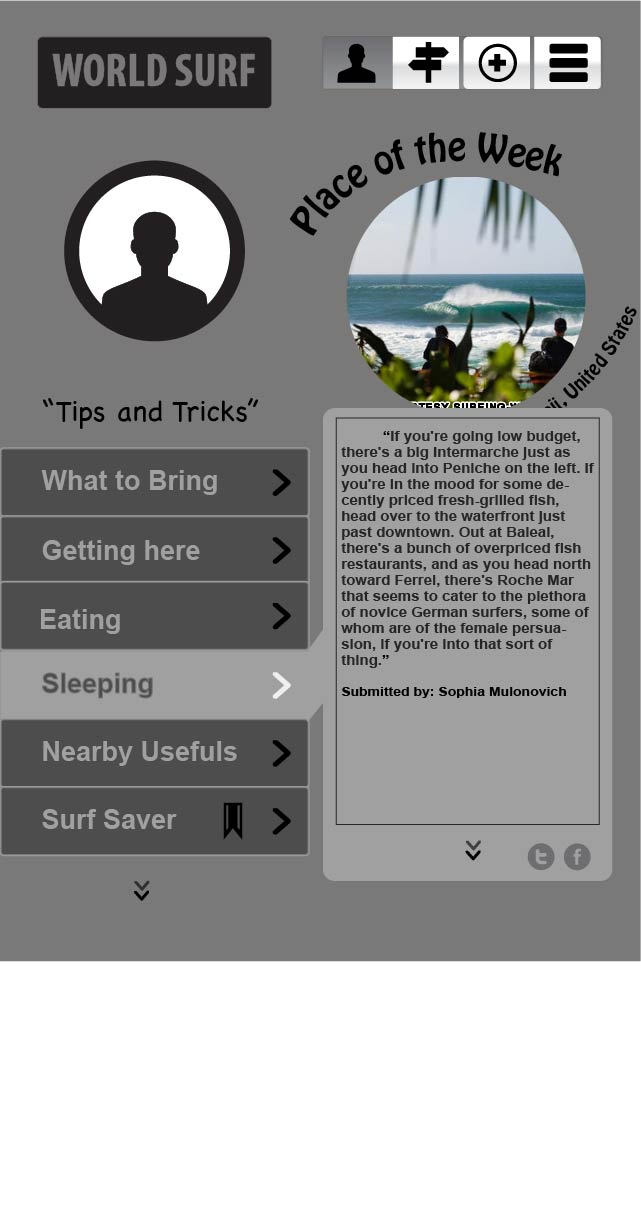 WORLD SURF
Place of the Week
ii, United States
“Tips and Tricks”
What to Bring
Getting here
Eating
Sleeping
Nearby Usefuls
Surf Saver
“If you're going low budget,
there's a big Intermarche just as
you head into Peniche on the left. If
you're in the mood for some de-
cently priced fresh-grilled fish,
head over to the waterfront just
past downtown. Out at Baleal,
there's a bunch of overpriced fish
restaurants, and as you head north
toward Ferrel, there's Roche Mar
that seems to cater to the plethora
of novice German surfers, some of
whom are of the female persua-
sion, if you're into that sort of
thing.”
Submitted by: Sophia Mulonovich